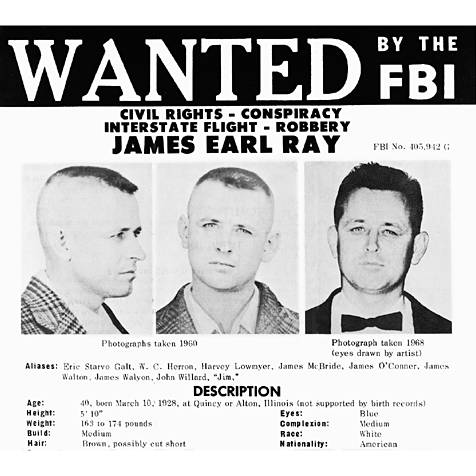 WANTED BY THE FBI
CIVIL RIGHTS - CONSPIRACY
INTERSTATE FLIGHT - ROBBERY
JAMES EARL RAY
FBI No. 405,942 G
Photographs taken 1960
Photograph taken 1968
(eyes drawn by artist)
Aliases: Eric Starvo Galt, W. C. Herron, Harvey Lowmyer, James McBride, James O'Conner, James
Walton, James Walyon, John Willard, "Jim,"
DESCRIPTION
Age: 40, born March 10, 1928, at Quincy or Alton, Illinois (not supported by birth records)
Height: 5' 10" Eyes: Blue
Weight: 163 to 174 pounds Complexion: Medium
Build: Medium Race: White
Hair: Brown, possibly cut short Nationality: American